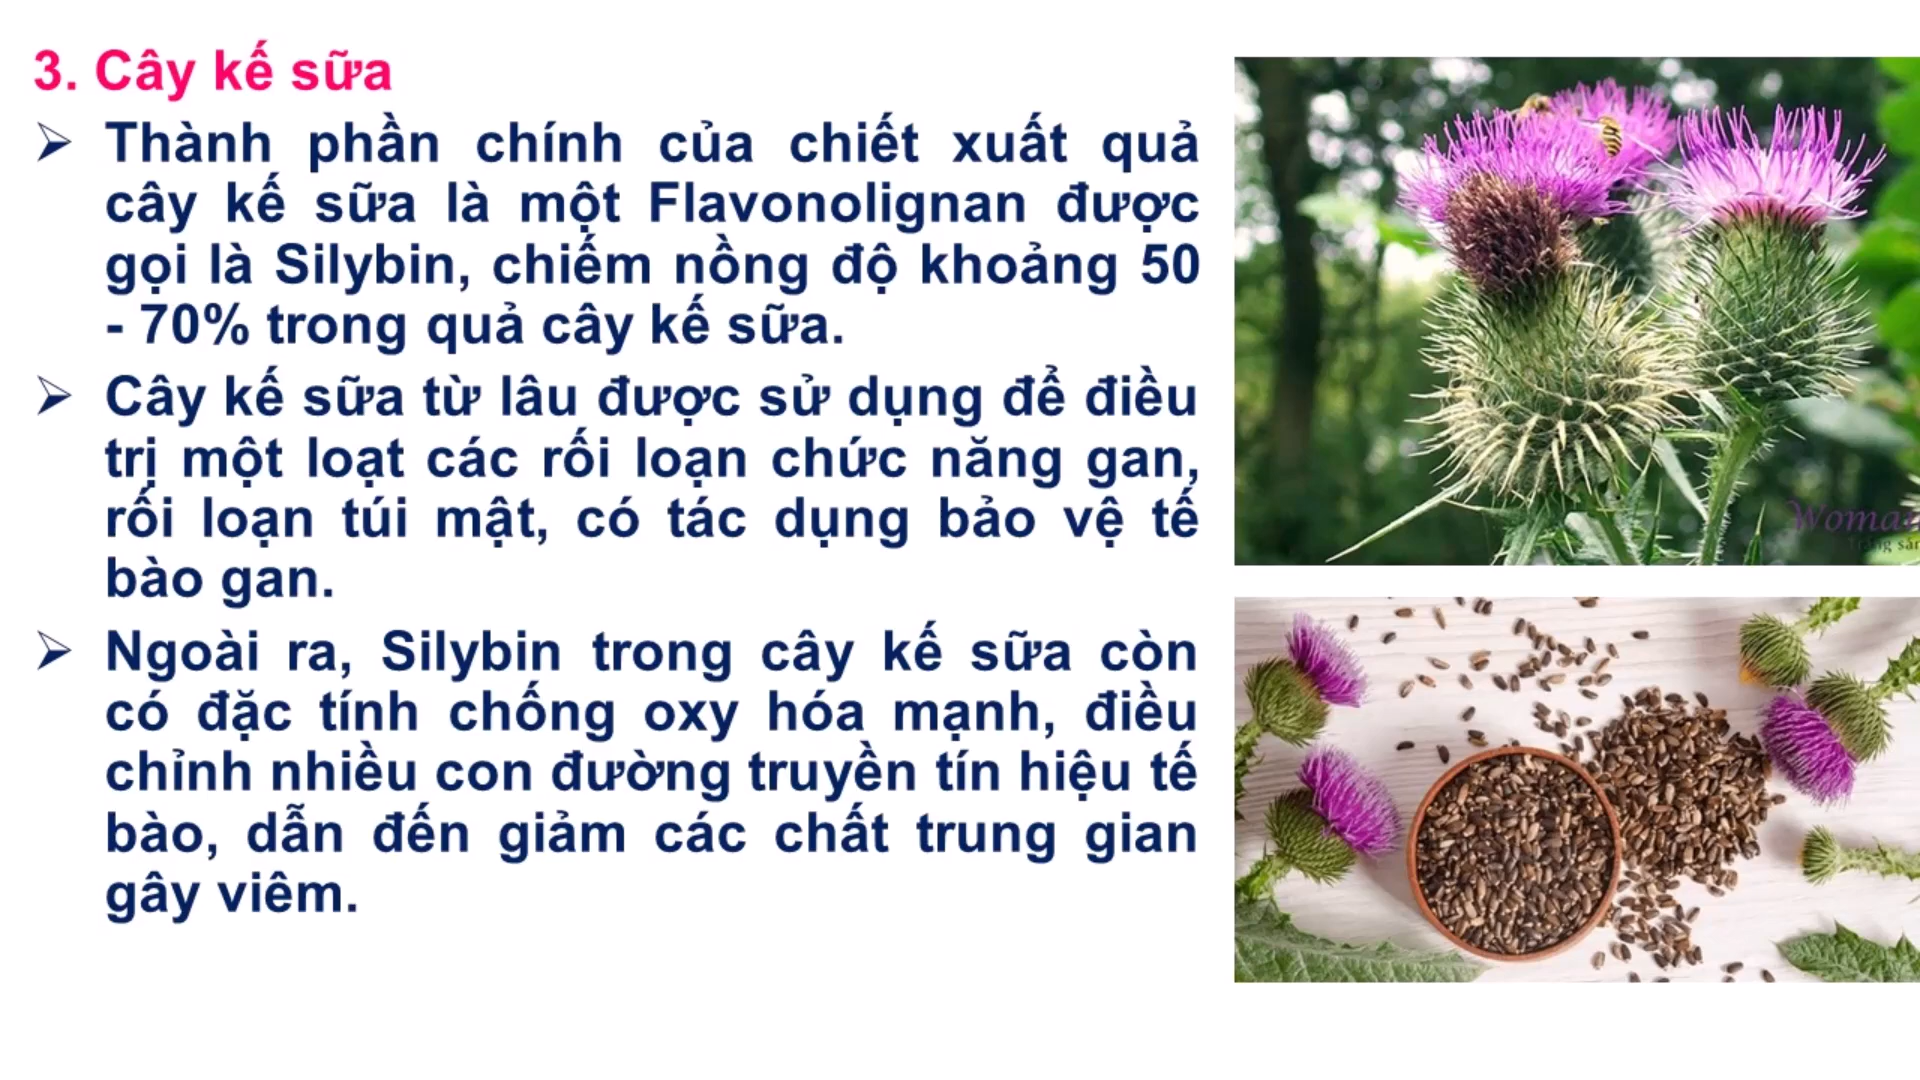 3. Cây kế sữa
Thành phần chính của chiết xuất quả
cây kế sữa là một Flavonolignan được
gọi là Silybin, chiếm nồng độ khoảng 50
- 70% trong quả cây kế sữa.
Cây kế sữa từ lâu được sử dụng để điều
trị một loạt các rối loạn chức năng gan,
rối loạn túi mật, có tác dụng bảo vệ tế
bào gan.
Ngoài ra, Silybin trong cây kế sữa còn
có đặc tính chống oxy hóa mạnh, điều
chỉnh nhiều con đường truyền tín hiệu tế
bào, dẫn đến giảm các chất trung gian
gây viêm.